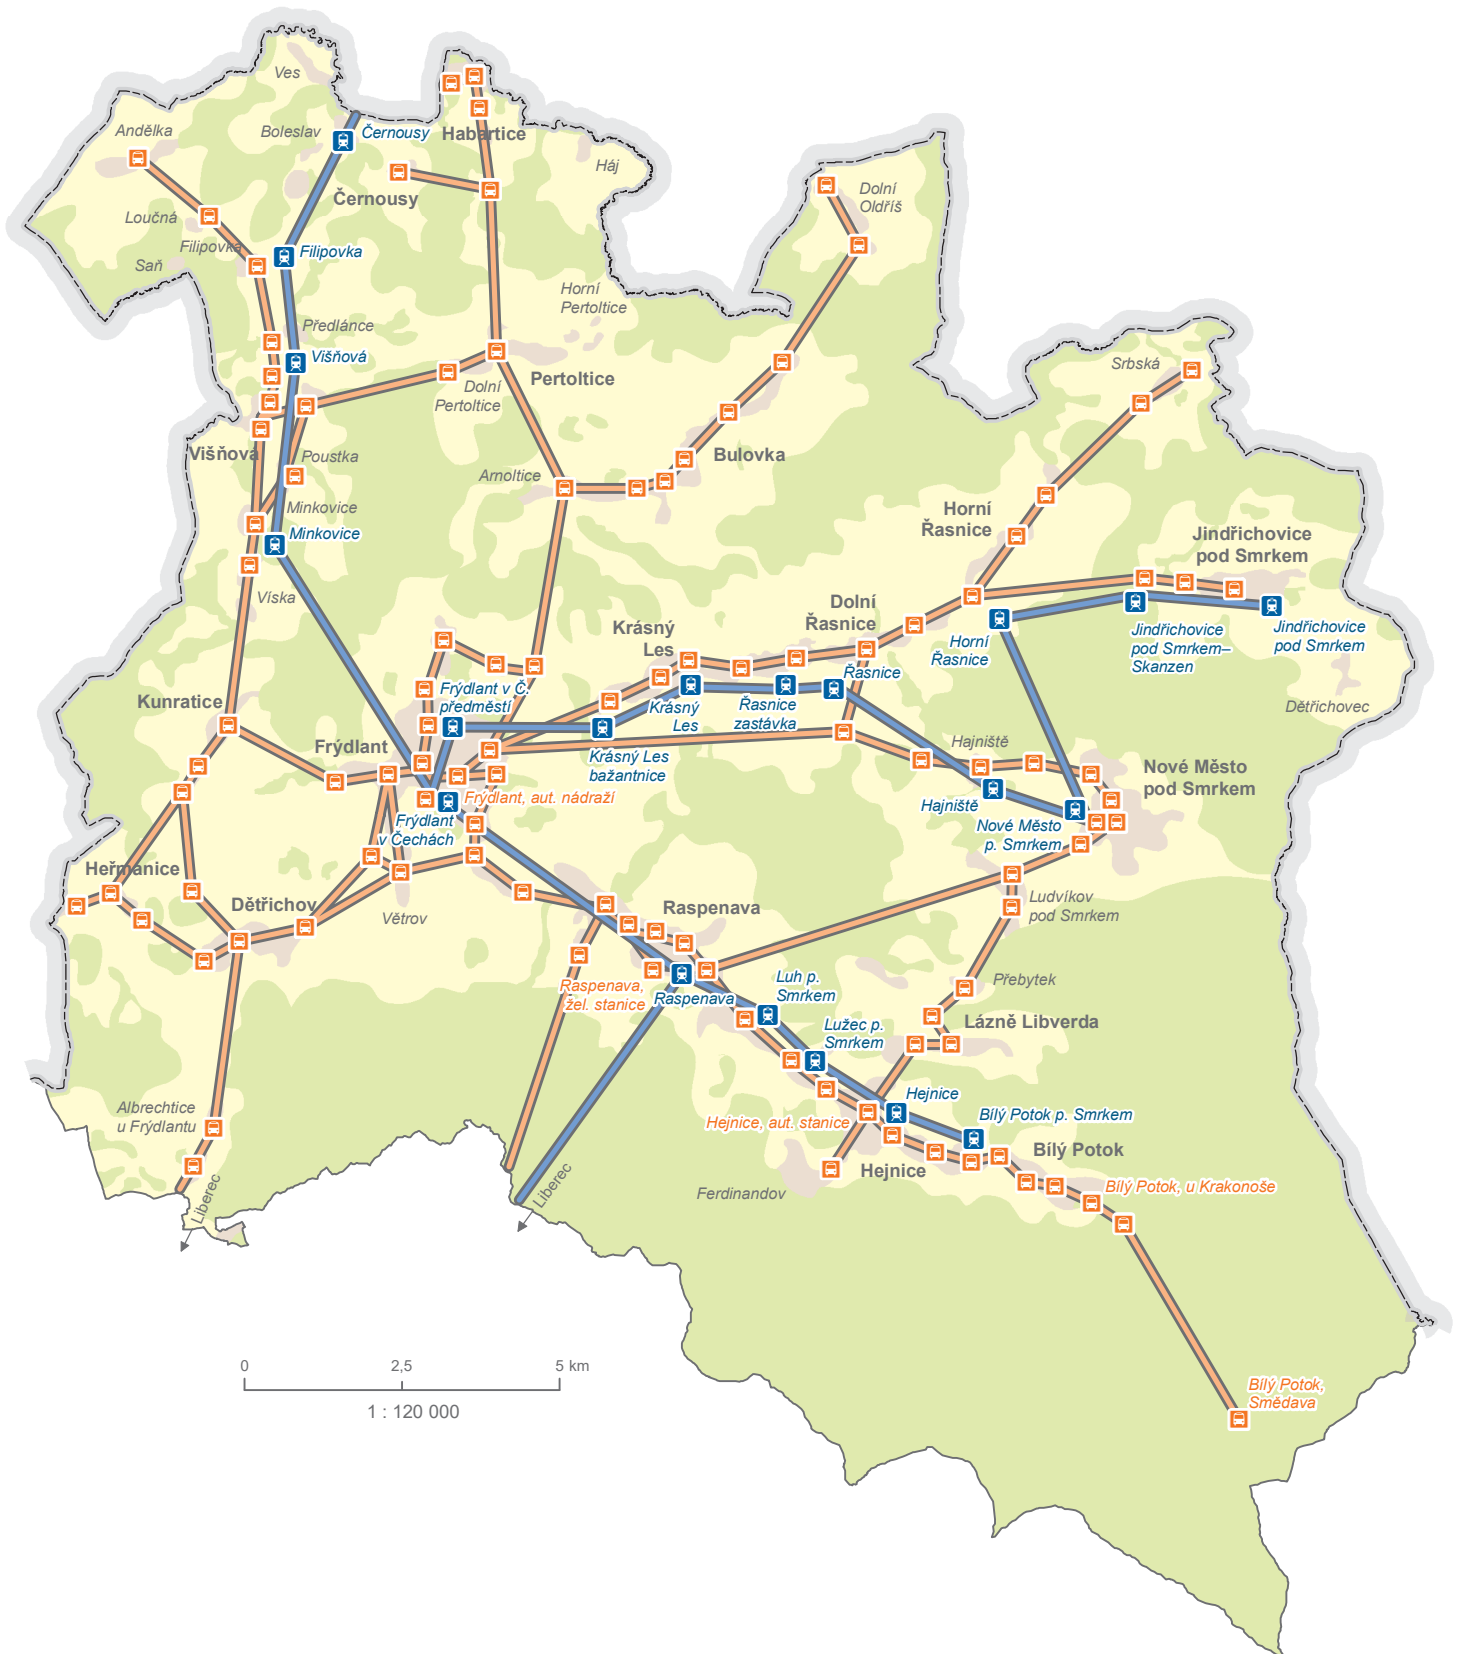 Ves
Andělka
Boleslav
Černousy
Habartice
Háj
Černousy
Dolní
Oldříš
Loučná
Filipovka
Filipovka
Saň
Horní
Pertoltice
Předlánce
Višňová
Srbská
Pertoltice
Dolní
Pertoltice
Višňová
Poustka
Bulovka
Arnoltice
Minkovice
Minkovice
Horní
Řasnice
Jindřichovice
pod Smrkem
Víska
Dolní
Řasnice
Krásný
Les
Horní
Řasnice
Jindřichovice
pod Smrkem–
Skanzen
Jindřichovice
pod Smrkem
Řasnice
Frýdlant v Č.
předměstí
Krásný
Les
Řasnice
zastávka
Kunratice
Dětřichovec
Frýdlant
Krásný Les
bažantnice
Hajniště
Nové Město
pod Smrkem
Frýdlant, aut. nádraží
Hajniště
Frýdlant
v Čechách
Nové Město
p. Smrkem
Heřmanice
Dětřichov
Větrov
Raspenava
Ludvíkov
pod Smrkem
Raspenava,
žel. stanice
Raspenava
Luh p.
Smrkem
Přebytek
Lužec p.
Smrkem
Lázně Libverda
Albrechtice
u Frýdlantu
Hejnice
Hejnice, aut. stanice
Bílý Potok p. Smrkem
Bílý Potok
Hejnice
Ferdinandov
Bílý Potok, u Krakonoše
Liberec
Liberec
0 2,5 5 km
1 : 120 000
Bílý Potok,
Smědava